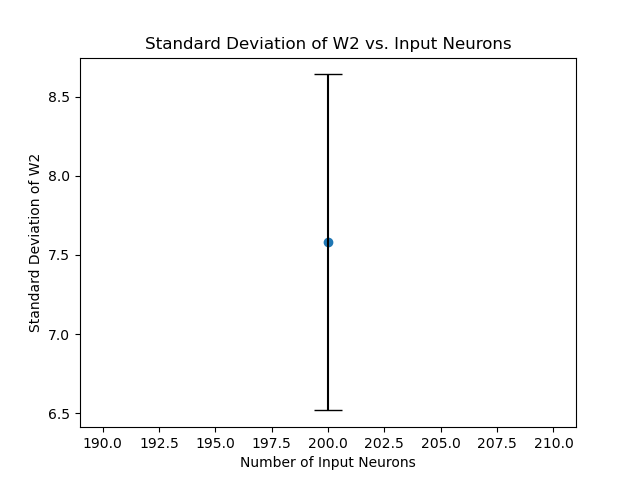 Standard Deviation of W2 vs. Input Neurons
Standard Deviation of W2
8.5
8.0
7.5
7.0
6.5
190.0 192.5 195.0 197.5 200.0 202.5 205.0 207.5 210.0
Number of Input Neurons